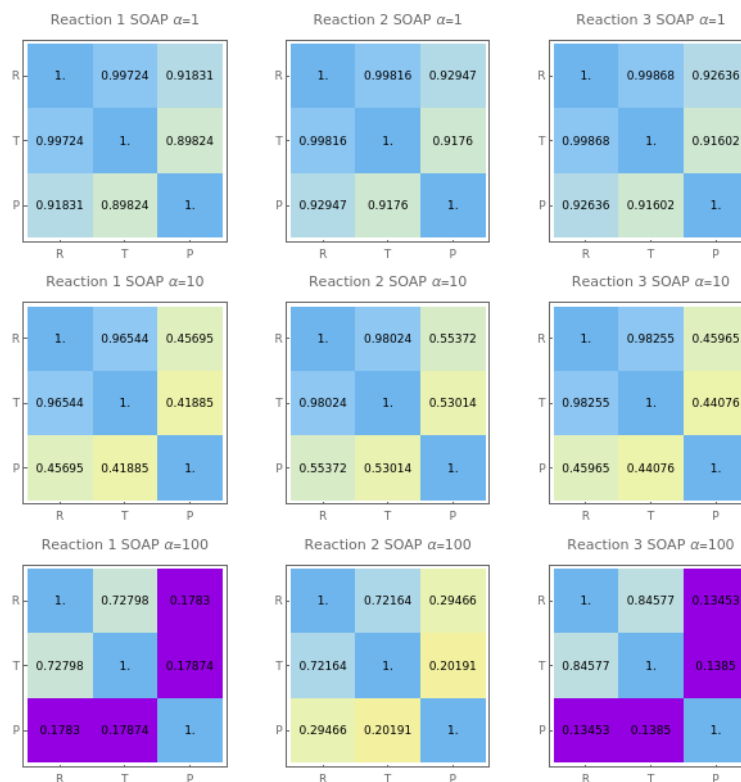 Reaction 1 SOAP α=1 Reaction 2 SOAP α=1 Reaction 3 SOAP α=1
R 1. 0.99724 0.91831 R 1. 0.99816 0.92947 R 1. 0.99868 0.92636
T 0.99724 1. 0.89824 T 0.99816 1. 0.9176 T 0.99868 1. 0.91602
P 0.91831 0.89824 1. P 0.92947 0.9176 1. P 0.92636 0.91602 1.
R T P R T P R T P
Reaction 1 SOAP α=10 Reaction 2 SOAP α=10 Reaction 3 SOAP α=10
R 1. 0.96544 0.45695 R 1. 0.98024 0.55372 R 1. 0.98255 0.45965
T 0.96544 1. 0.41885 T 0.98024 1. 0.53014 T 0.98255 1. 0.44076
P 0.45695 0.41885 1. P 0.55372 0.53014 1. P 0.45965 0.44076 1.
R T P R T P R T P
Reaction 1 SOAP α=100 Reaction 2 SOAP α=100 Reaction 3 SOAP α=100
R 1. 0.72798 0.1783 R 1. 0.72164 0.29466 R 1. 0.84577 0.13453
T 0.72798 1. 0.17874 T 0.72164 1. 0.20191 T 0.84577 1. 0.1385
P 0.1783 0.17874 1. P 0.29466 0.20191 1. P 0.13453 0.1385 1.
R T P R T P R T P